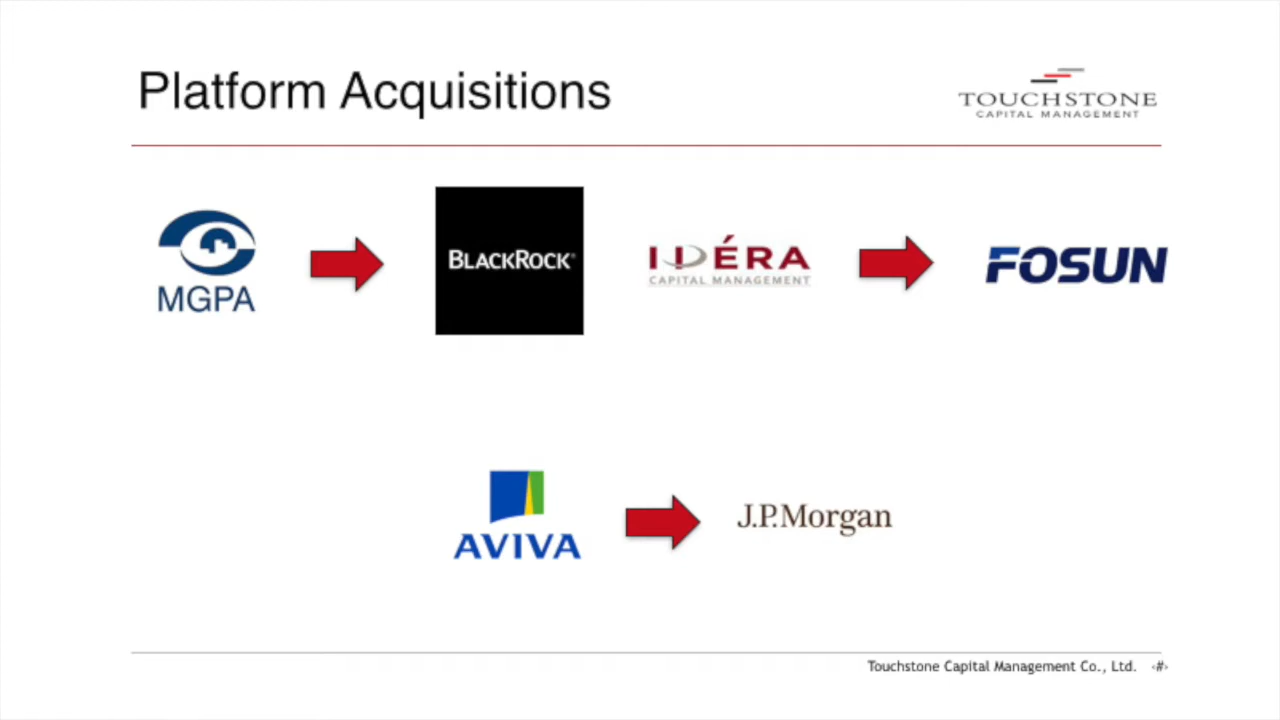 Platform Acquisitions
TOUCHSTONE
CAPITAL MANAGEMENT
MGPA
BLACKROCK®
IDÉRA
CAPITAL MANAGEMENT
FOSUN
AVIVA
J.P.Morgan
Touchstone Capital Management Co., Ltd. ‹#›